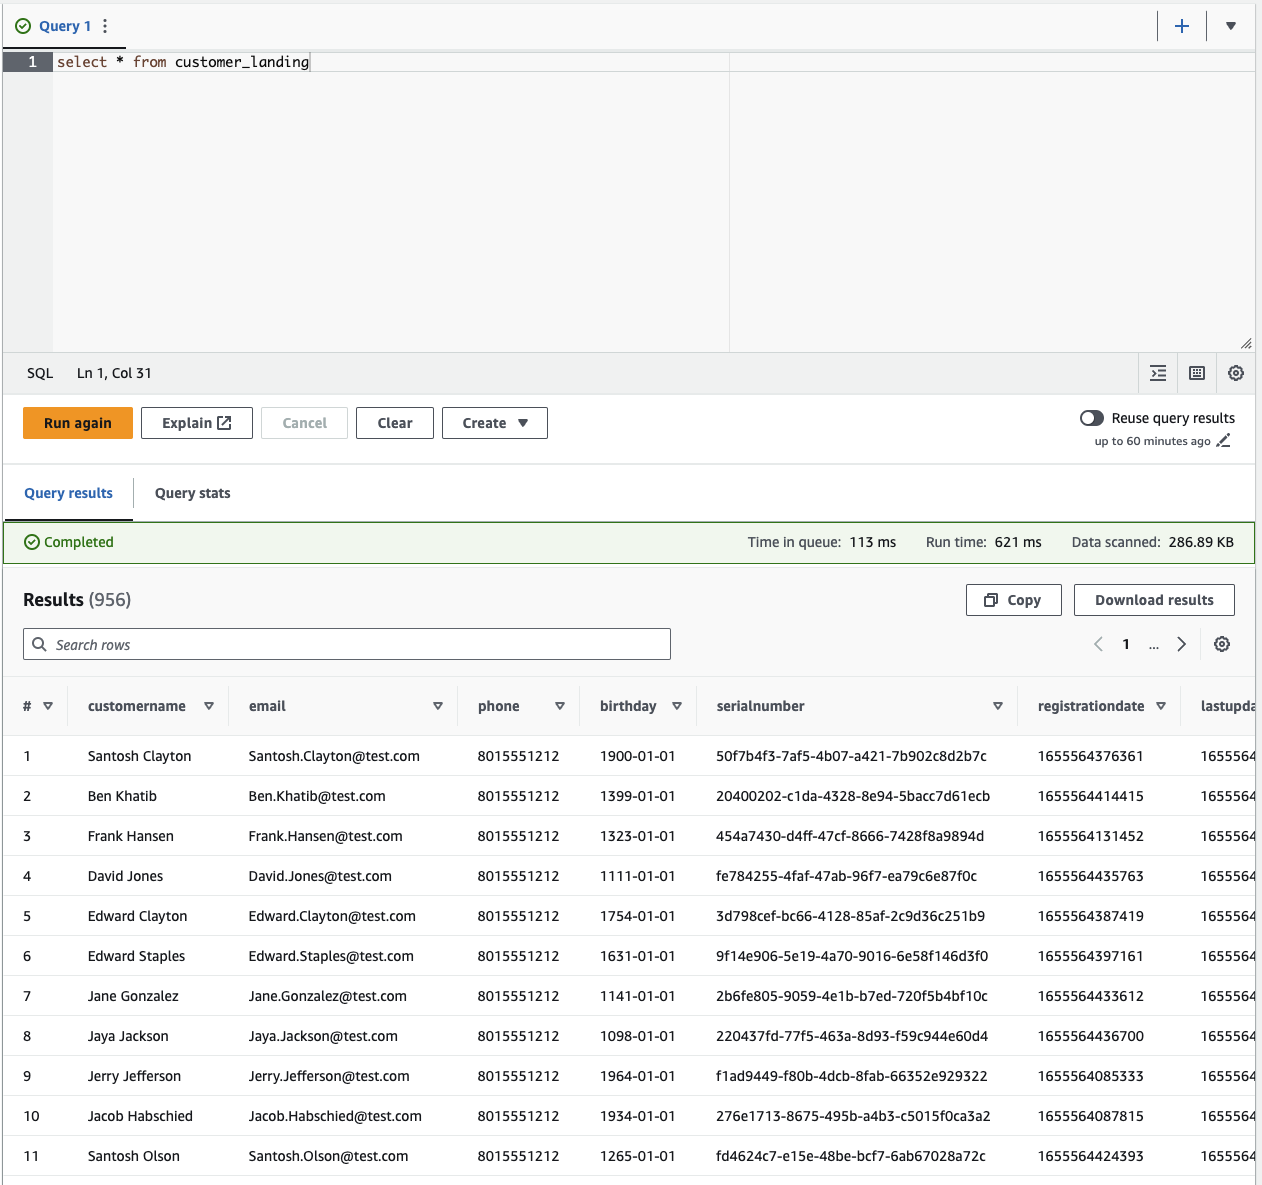 Query 1
1 select * from customer_landing
SQL Ln 1, Col 31
Run again Explain Cancel Clear Create Reuse query results
up to 60 minutes ago
Query results Query stats
Completed Time in queue: 113 ms Run time: 621 ms Data scanned: 286.89 KB
Results (956) Copy Download results
Search rows 1 ...
# customername email phone birthday serialnumber registrationdate lastupda
1 Santosh Clayton Santosh.Clayton@test.com 8015551212 1900-01-01 50f7b4f3-7af5-4b07-a421-7b902c8d2b7c 1655564376361 1655564
2 Ben Khatib Ben.Khatib@test.com 8015551212 1399-01-01 20400202-c1da-4328-8e94-5bacc7d61ecb 1655564414415 1655564
3 Frank Hansen Frank.Hansen@test.com 8015551212 1323-01-01 454a7430-d4ff-47cf-8666-7428f8a9894d 1655564131452 1655564
4 David Jones David.Jones@test.com 8015551212 1111-01-01 fe784255-4faf-47ab-96f7-ea79c6e87f0c 1655564435763 1655564
5 Edward Clayton Edward.Clayton@test.com 8015551212 1754-01-01 3d798cef-bc66-4128-85af-2c9d36c251b9 1655564387419 1655564
6 Edward Staples Edward.Staples@test.com 8015551212 1631-01-01 9f14e906-5e19-4a70-9016-6e58f146d3f0 1655564397161 1655564
7 Jane Gonzalez Jane.Gonzalez@test.com 8015551212 1141-01-01 2b6fe805-9059-4e1b-b7ed-720f5b4bf10c 1655564433612 1655564
8 Jaya Jackson Jaya.Jackson@test.com 8015551212 1098-01-01 220437fd-77f5-463a-8d93-f59c944e60d4 1655564436700 1655564
9 Jerry Jefferson Jerry.Jefferson@test.com 8015551212 1964-01-01 f1ad9449-f80b-4dcb-8fab-66352e929322 1655564085333 1655564
10 Jacob Habschied Jacob.Habschied@test.com 8015551212 1934-01-01 276e1713-8675-495b-a4b3-c5015f0ca3a2 1655564087815 1655564
11 Santosh Olson Santosh.Olson@test.com 8015551212 1265-01-01 fd4624c7-e15e-48be-bcf7-6ab67028a72c 1655564424393 1655564